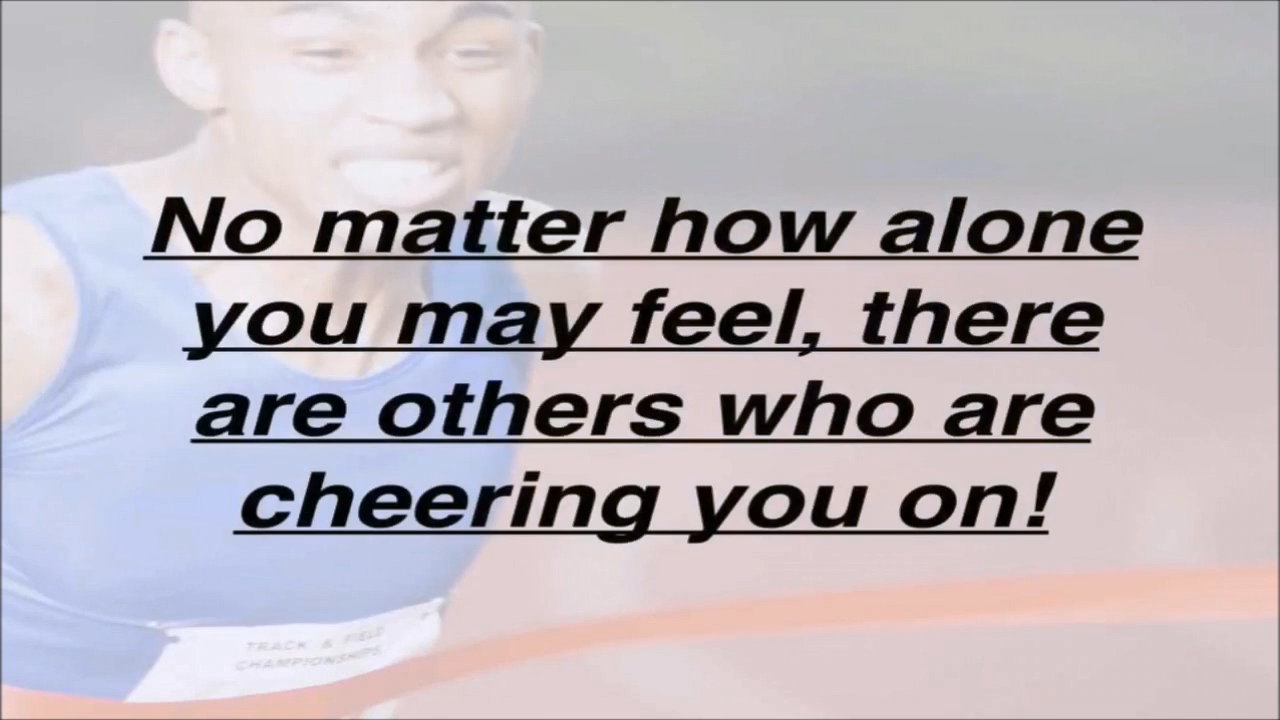 No matter how alone
you may feel, there
are others who are
cheering you on!
TRACK & FIELD
CHAMPIONSHIPS